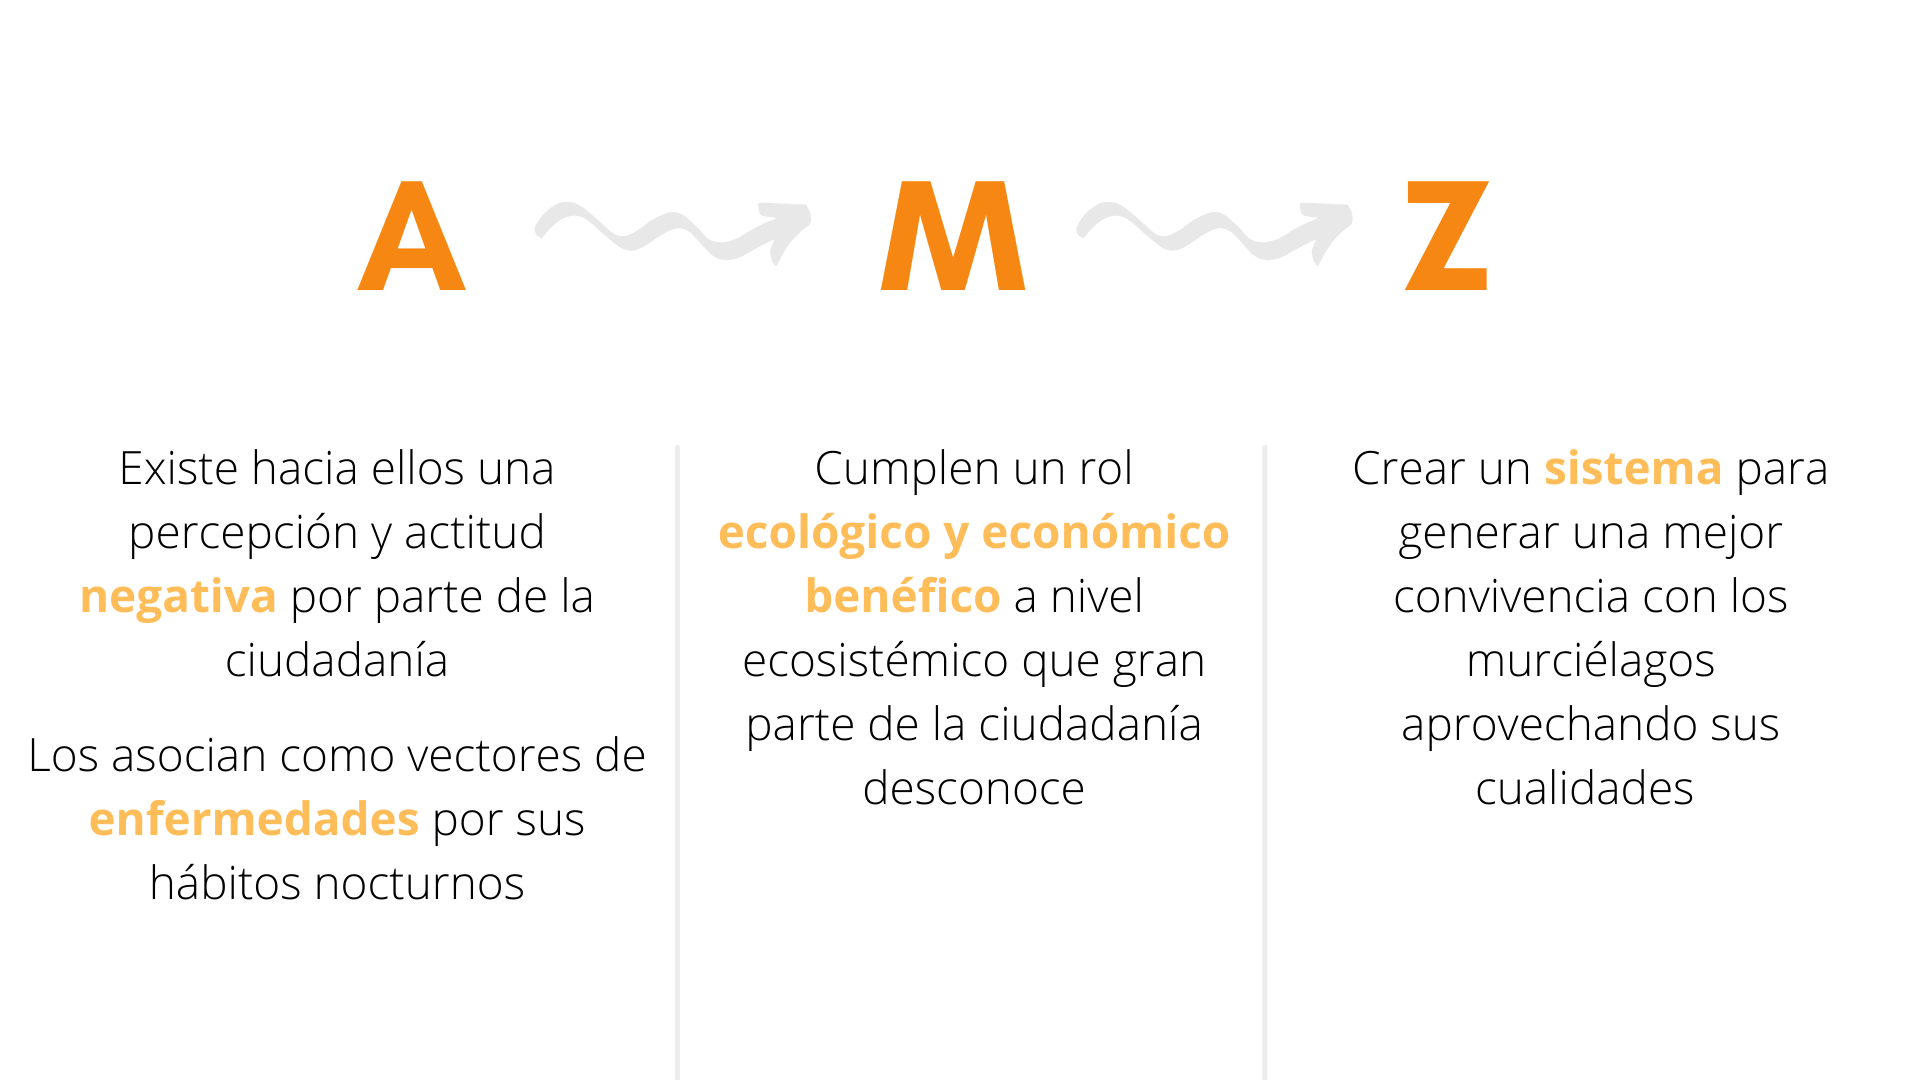 A
M
Z
Existe hacia ellos una
percepción y actitud
negativa por parte de la
ciudadanía
Los asocian como vectores de
enfermedades por sus
hábitos nocturnos
Cumplen un rol
ecológico y económico
benéfico a nivel
ecosistémico que gran
parte de la ciudadanía
desconoce
Crear un sistema para
generar una mejor
convivencia con los
murciélagos
aprovechando sus
cualidades